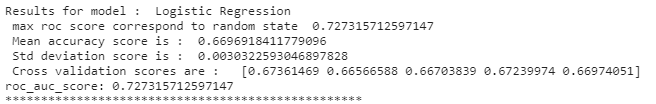 Results for model :  Logistic Regression
 max roc score correspond to random state  0.727315712597147
 Mean accuracy score is :  0.6696918411779096
 Std deviation score is :  0.0030322593046897828
 Cross validation scores are :   [0.67361469 0.66566588 0.66703839 0.67239974 0.66974051]
roc_auc_score: 0.727315712597147
**************************************************